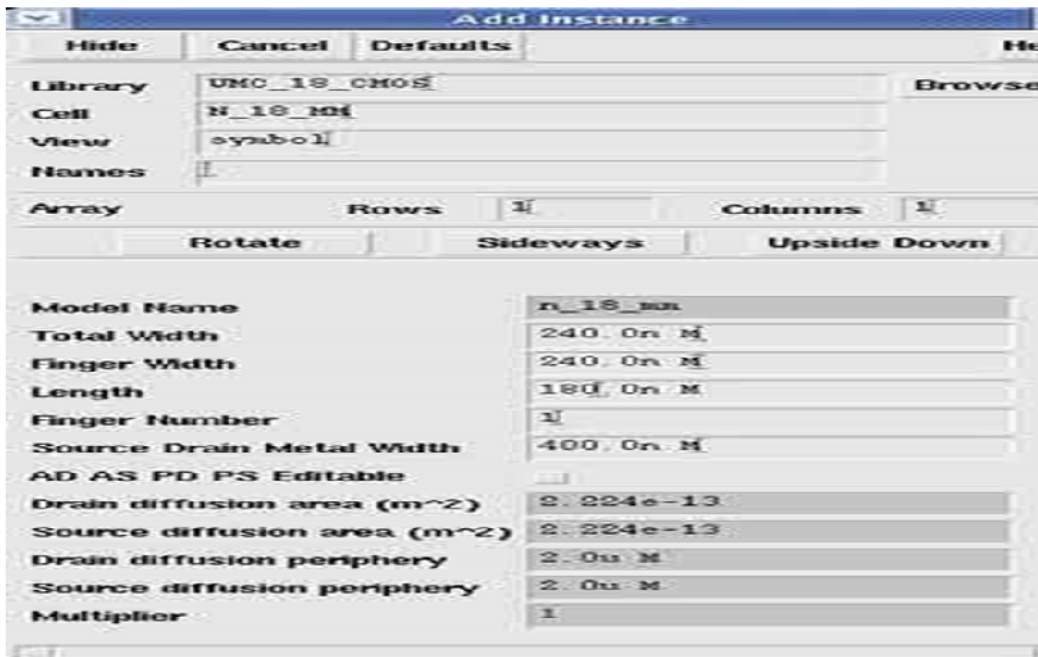 Add Instance
Hide Cancel Defaults He
Library UMC_18_CMOS Browse
Cell N_18_MM
View symbol
Names
Array Rows 1 Columns 1
Rotate Sideways Upside Down
Model Name n_18_mm
Total Width 240.0n M
Finger Width 240.0n M
Length 180.0n M
Finger Number 1
Source Drain Metal Width 400.0n M
AD AS PD PS Editable
Drain diffusion area (m^2) 2.224e-13
Source diffusion area (m^2) 2.224e-13
Drain diffusion periphery 2.0u M
Source diffusion periphery 2.0u M
Multiplier 1